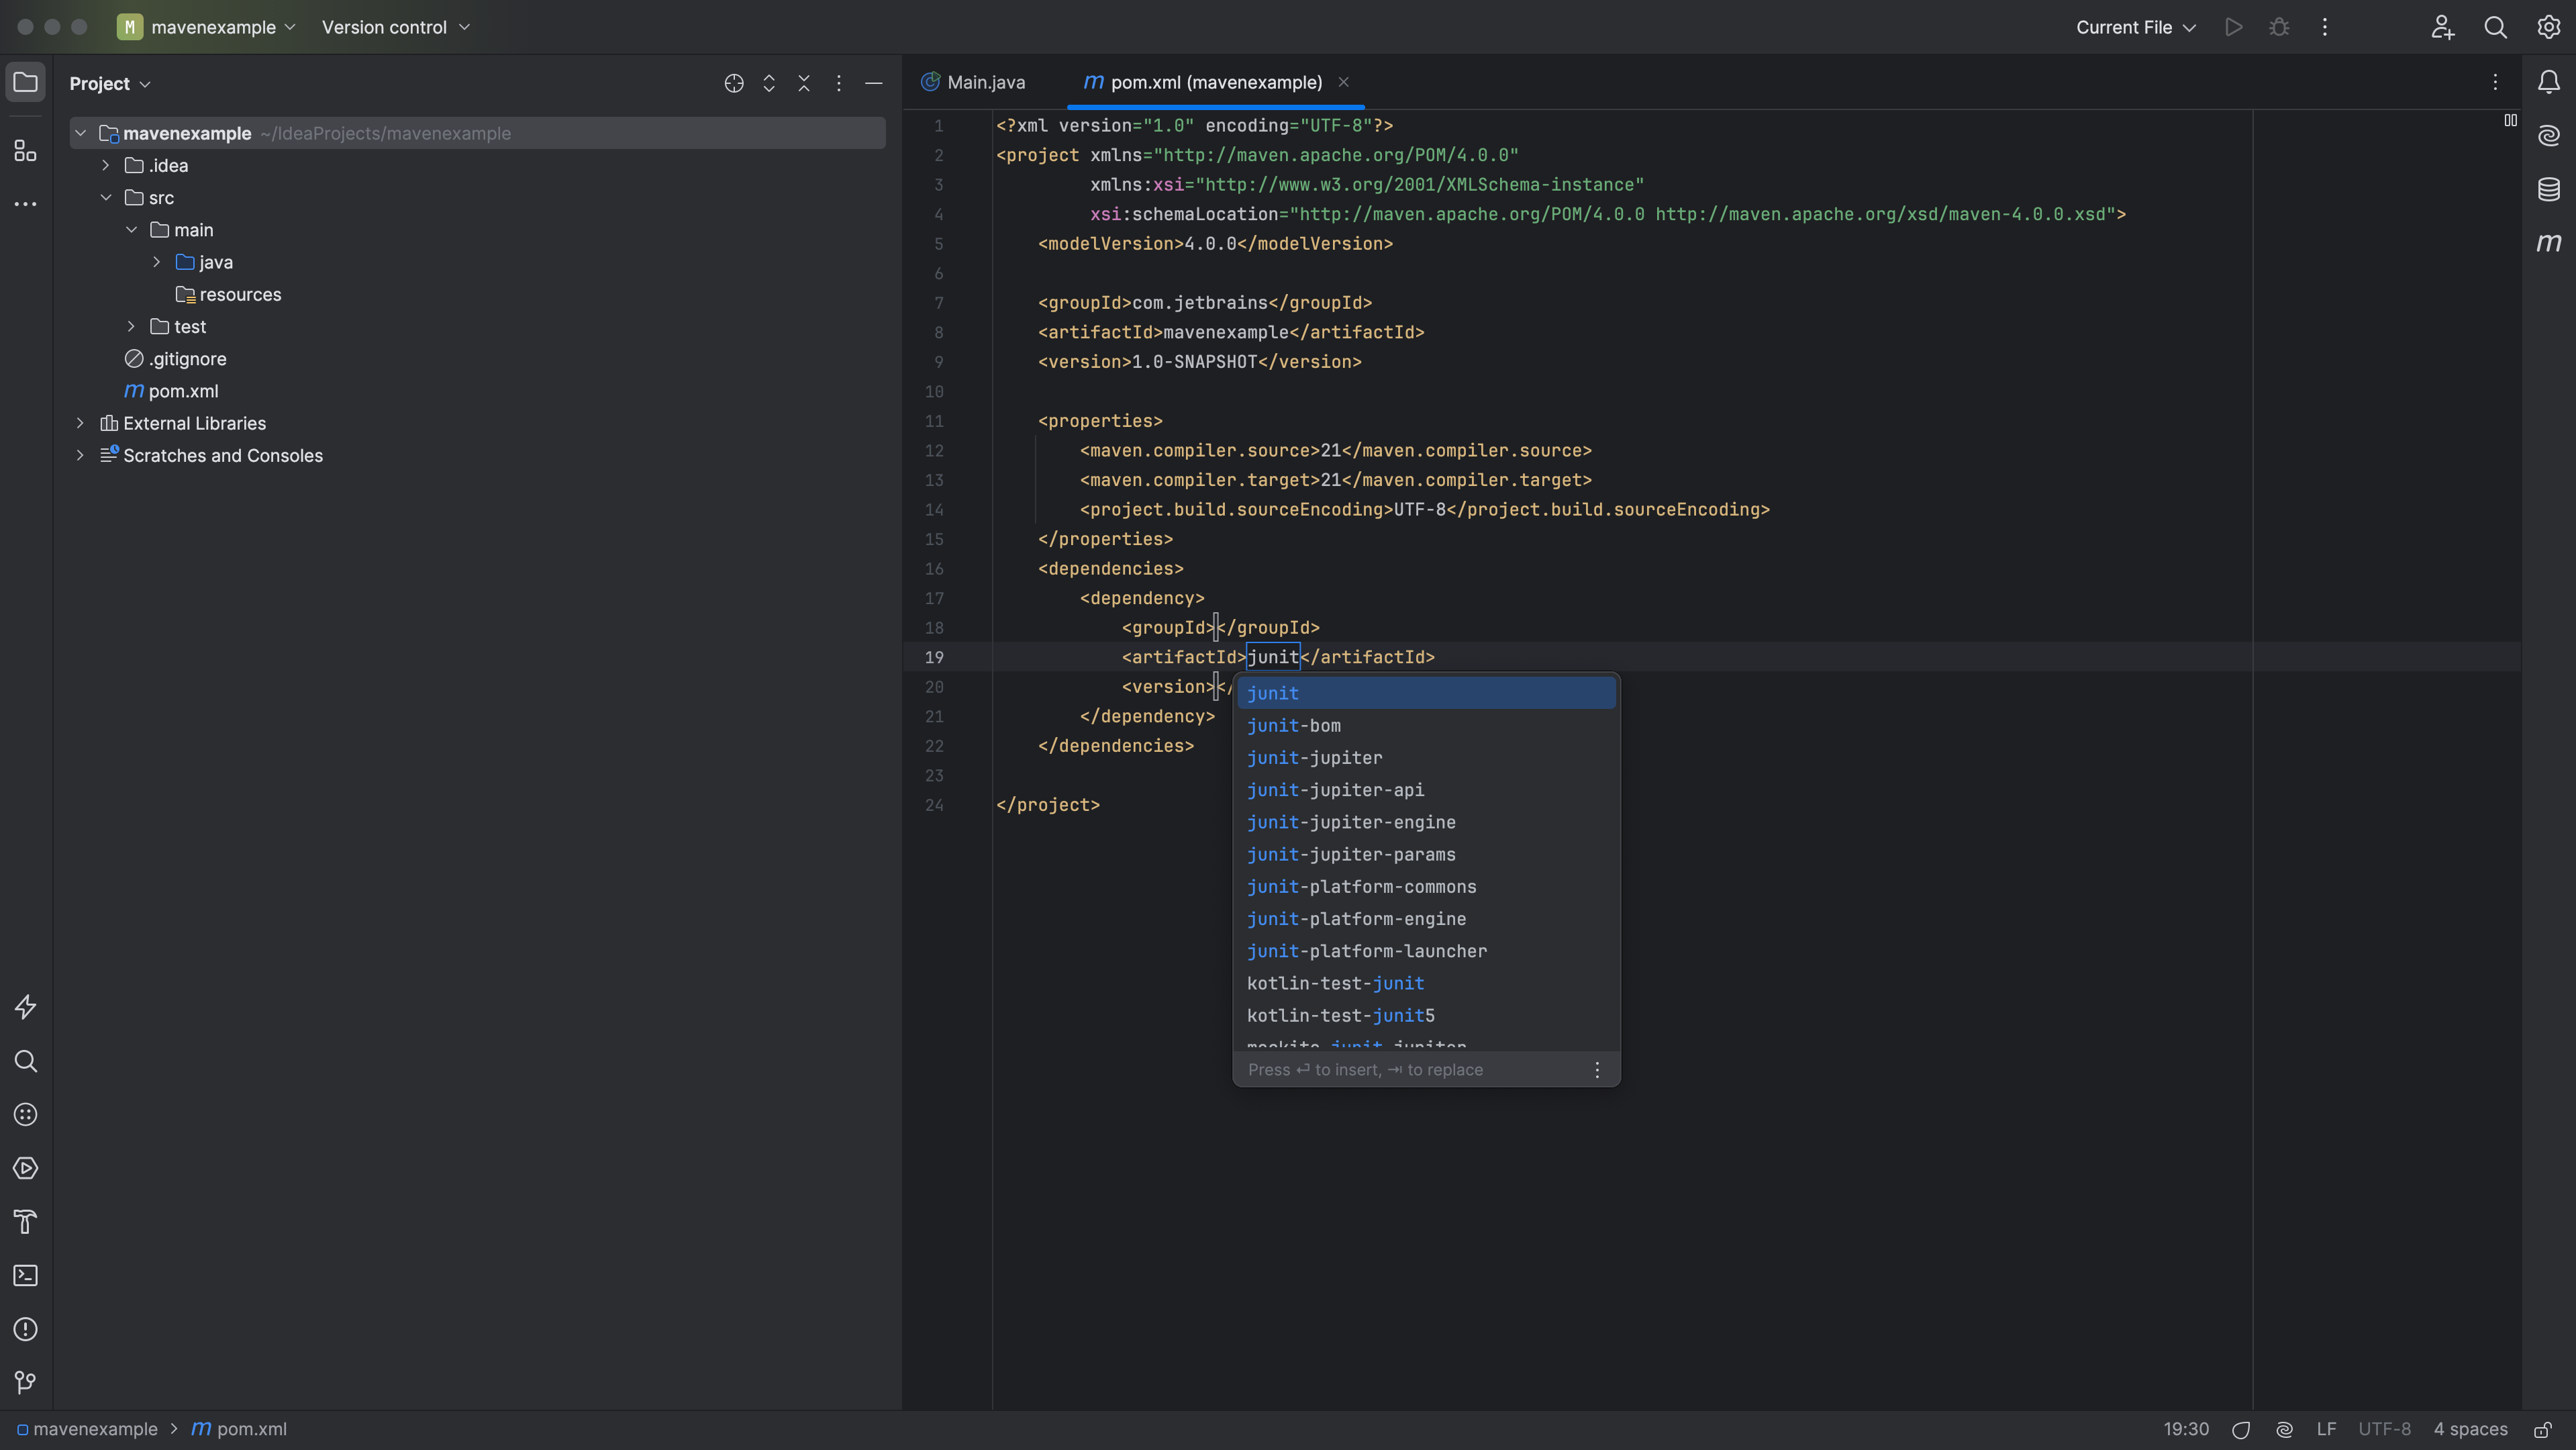 M mavenexample Version control Current File
Project
mavenexample ~/IdeaProjects/mavenexample
.idea
src
main
java
resources
test
.gitignore
m pom.xml
External Libraries
Scratches and Consoles
Main.java m pom.xml (mavenexample)
m
1 <?xml version="1.0" encoding="UTF-8"?>
2 <project xmlns="http://maven.apache.org/POM/4.0.0"
3 xmlns:xsi="http://www.w3.org/2001/XMLSchema-instance"
4 xsi:schemaLocation="http://maven.apache.org/POM/4.0.0 http://maven.apache.org/xsd/maven-4.0.0.xsd">
5 <modelVersion>4.0.0</modelVersion>
6
7 <groupId>com.jetbrains</groupId>
8 <artifactId>mavenexample</artifactId>
9 <version>1.0-SNAPSHOT</version>
10
11 <properties>
12 <maven.compiler.source>21</maven.compiler.source>
13 <maven.compiler.target>21</maven.compiler.target>
14 <project.build.sourceEncoding>UTF-8</project.build.sourceEncoding>
15 </properties>
16 <dependencies>
17 <dependency>
18 <groupId></groupId>
19 <artifactId>junit</artifactId>
20 <version></
21 </dependency>
22 </dependencies>
23
24 </project>
junit
junit-bom
junit-jupiter
junit-jupiter-api
junit-jupiter-engine
junit-jupiter-params
junit-platform-commons
junit-platform-engine
junit-platform-launcher
kotlin-test-junit
kotlin-test-junit5
mockito-junit-jupiter
Press ↵ to insert, ⇥ to replace
mavenexample > m pom.xml 19:30 LF UTF-8 4 spaces